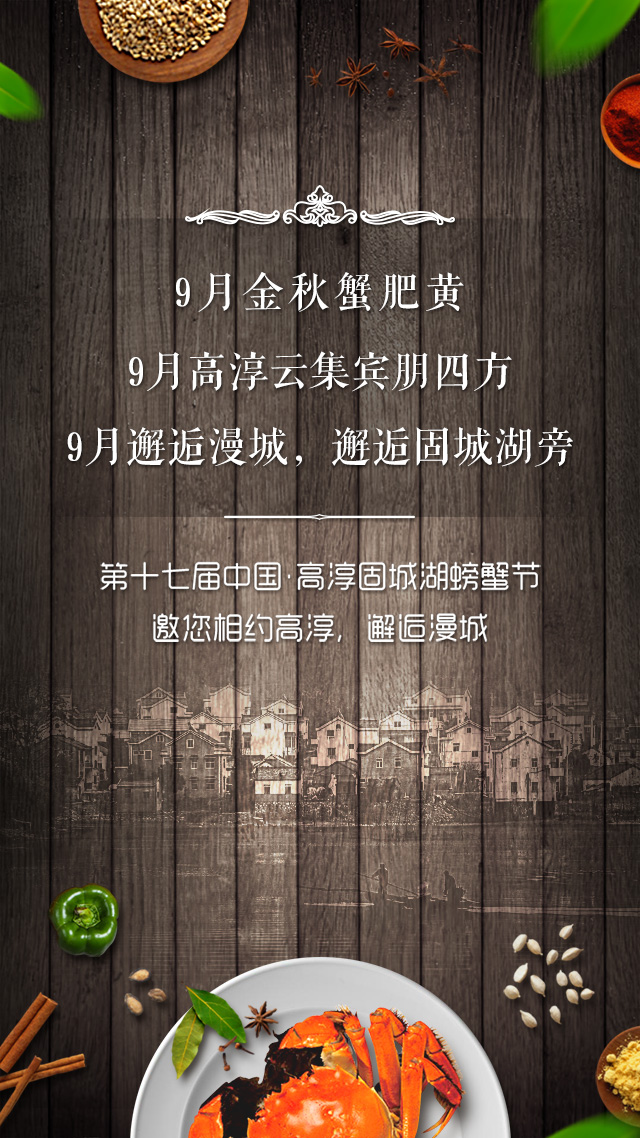 9月金秋蟹肥黄
9月高淳云集宾朋四方
9月邂逅漫城，邂逅固城湖旁
第十七届中国·高淳固城湖螃蟹节
邀您相约高淳，邂逅漫城